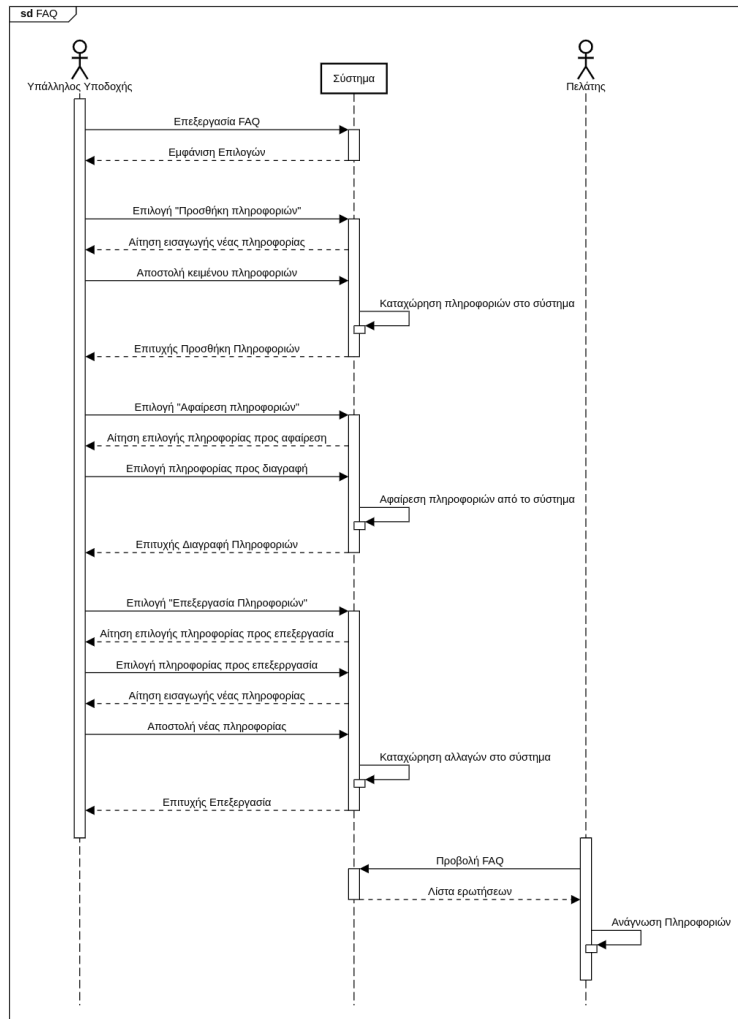 sd FAQ
Υπάλληλος Υποδοχής
Σύστημα
Πελάτης
Επεξεργασία FAQ
Εμφάνιση Επιλογών
Επιλογή "Προσθήκη πληροφοριών"
Αίτηση εισαγωγής νέας πληροφορίας
Αποστολή κειμένου πληροφοριών
Καταχώρηση πληροφοριών στο σύστημα
Επιτυχής Προσθήκη Πληροφοριών
Επιλογή "Αφαίρεση πληροφοριών"
Αίτηση επιλογής πληροφορίας προς αφαίρεση
Επιλογή πληροφορίας προς διαγραφή
Αφαίρεση πληροφοριών από το σύστημα
Επιτυχής Διαγραφή Πληροφοριών
Επιλογή "Επεξεργασία Πληροφοριών"
Αίτηση επιλογής πληροφορίας προς επεξεργασία
Επιλογή πληροφορίας προς επεξερργασία
Αίτηση εισαγωγής νέας πληροφορίας
Αποστολή νέας πληροφορίας
Καταχώρηση αλλαγών στο σύστημα
Επιτυχής Επεξεργασία
Προβολή FAQ
Λίστα ερωτήσεων
Ανάγνωση Πληροφοριών